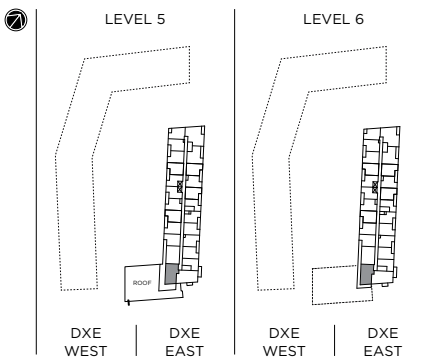 LEVEL 5
ROOF
DXE
WEST
DXE
EAST
LEVEL 6
DXE
WEST
DXE
EAST